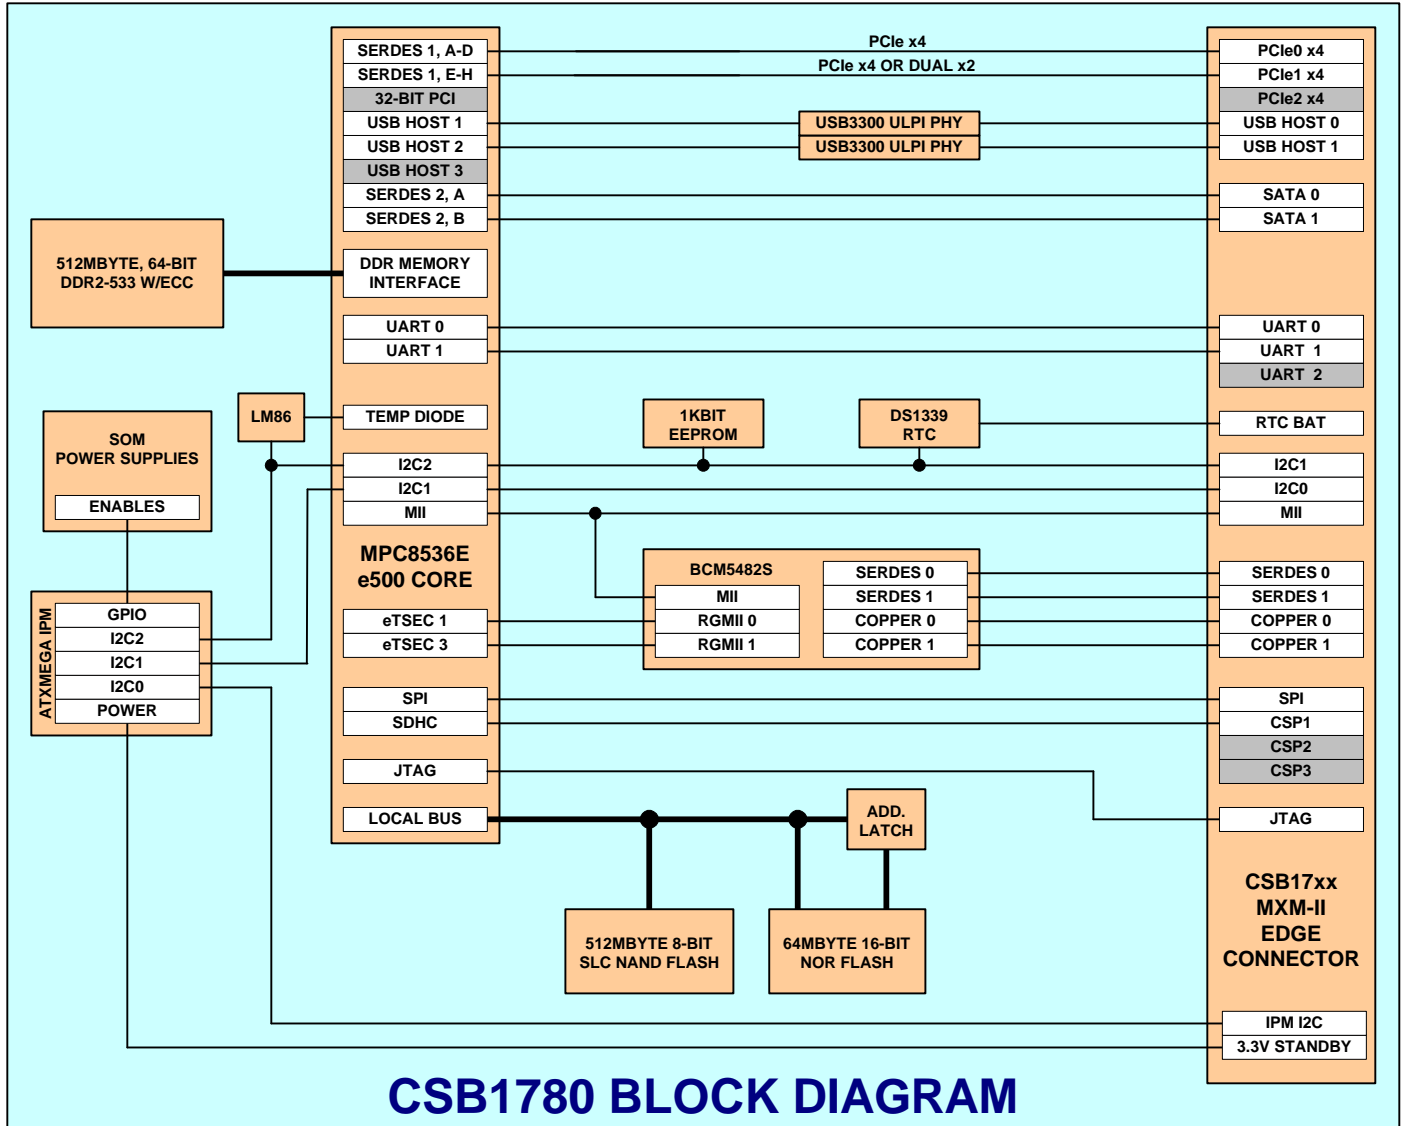 PCIe x4
PCIe x4 OR DUAL x2
SERDES 1, A-D
SERDES 1, E-H
32-BIT PCI
USB HOST 1
USB HOST 2
USB HOST 3
SERDES 2, A
SERDES 2, B
DDR MEMORY
INTERFACE
UART 0
UART 1
TEMP DIODE
I2C2
I2C1
MII
MPC8536E
e500 CORE
eTSEC 1
eTSEC 3
SPI
SDHC
JTAG
LOCAL BUS
512MBYTE, 64-BIT
DDR2-533 W/ECC
LM86
SOM
POWER SUPPLIES
ENABLES
ATXMEGA IPM
GPIO
I2C2
I2C1
I2C0
POWER
USB3300 ULPI PHY
USB3300 ULPI PHY
1KBIT
EEPROM
DS1339
RTC
BCM5482S
MII
RGMII 0
RGMII 1
SERDES 0
SERDES 1
COPPER 0
COPPER 1
ADD.
LATCH
512MBYTE 8-BIT
SLC NAND FLASH
64MBYTE 16-BIT
NOR FLASH
PCIe0 x4
PCIe1 x4
PCIe2 x4
USB HOST 0
USB HOST 1
SATA 0
SATA 1
UART 0
UART 1
UART 2
RTC BAT
I2C1
I2C0
MII
SERDES 0
SERDES 1
COPPER 0
COPPER 1
SPI
CSP1
CSP2
CSP3
JTAG
CSB17xx
MXM-II
EDGE
CONNECTOR
IPM I2C
3.3V STANDBY
CSB1780 BLOCK DIAGRAM